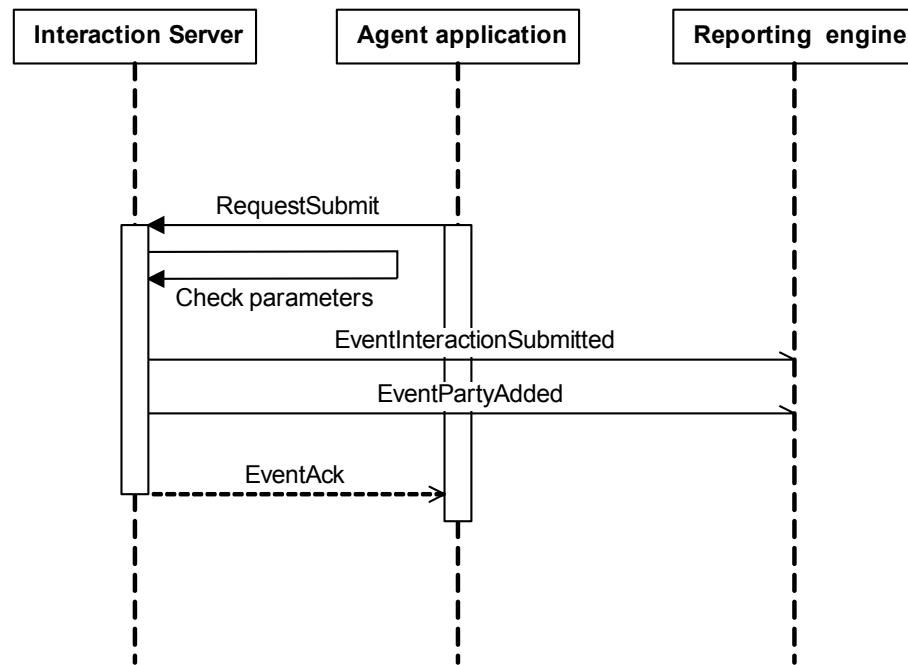 Interaction Server
Agent application
Reporting engine
RequestSubmit
Check parameters
EventInteractionSubmitted
EventPartyAdded
EventAck